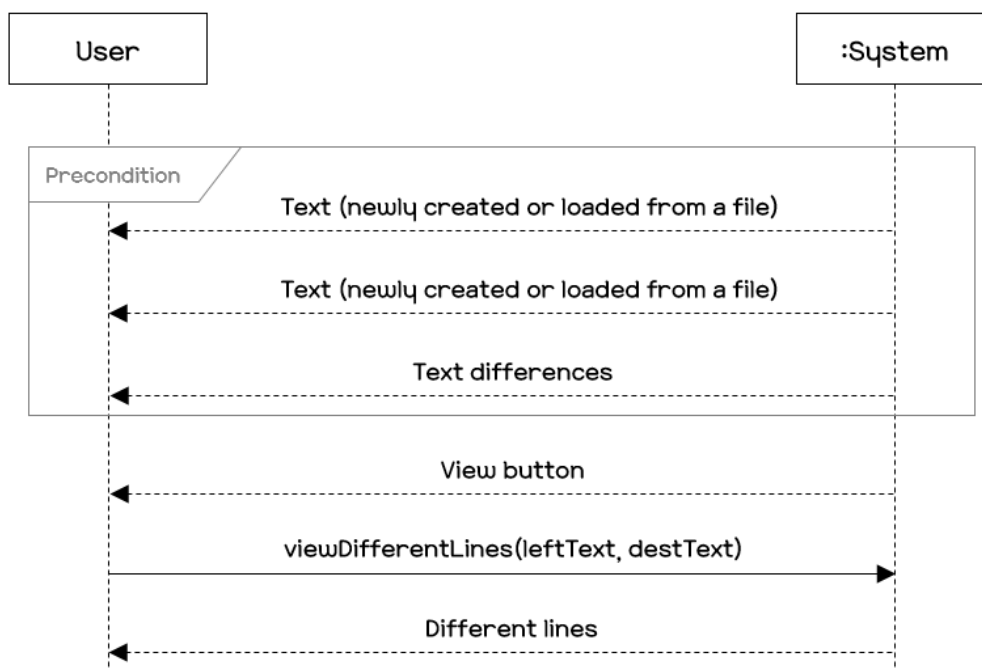 User
:System
Precondition
Text (newly created or loaded from a file)
Text (newly created or loaded from a file)
Text differences
View button
viewDifferentLines(leftText, destText)
Different lines